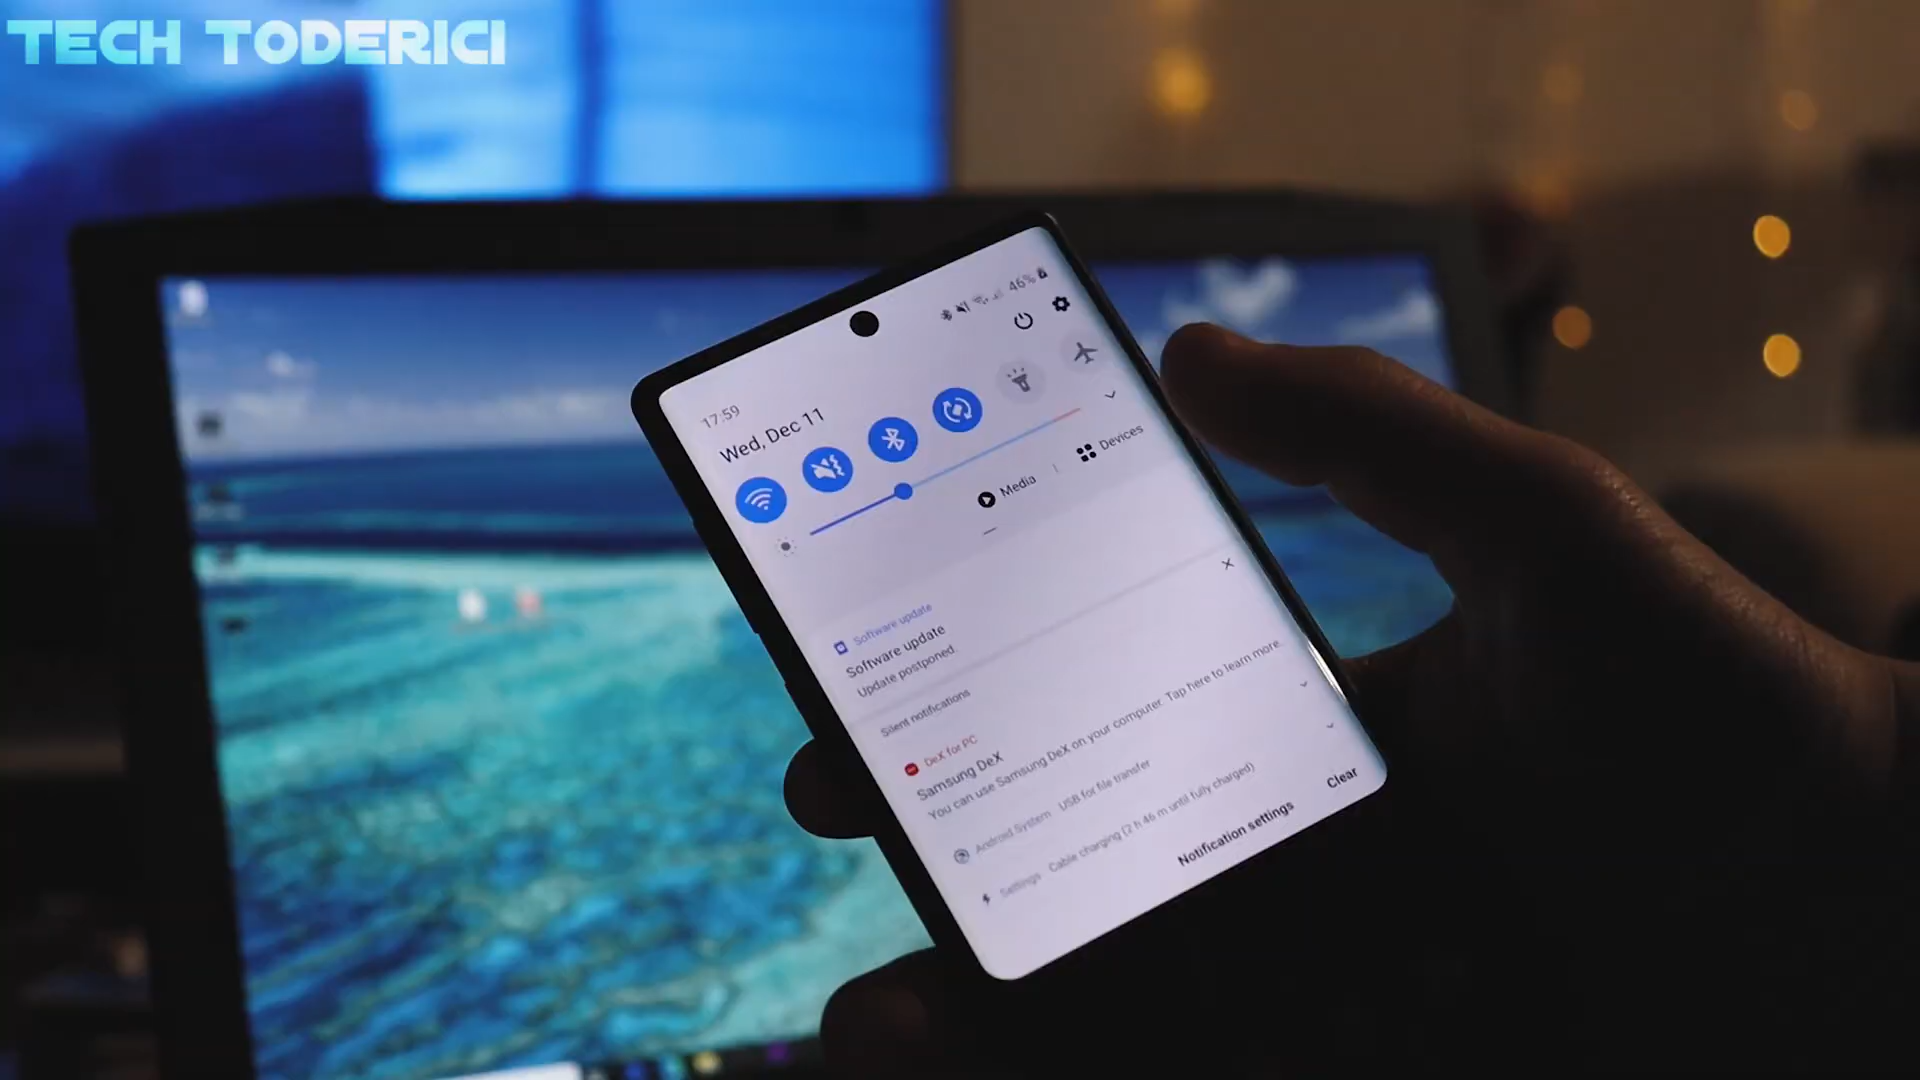 TECH TODERICI
46%
17:59
Wed, Dec 11
Media
Devices
Software update
Software update
Update postponed.
Silent notifications
DeX for PC
Samsung DeX
You can use Samsung DeX on your computer. Tap here to learn more.
Android System USB for file transfer
Settings Cable charging (2 h 46 m until fully charged)
Notification settings
Clear